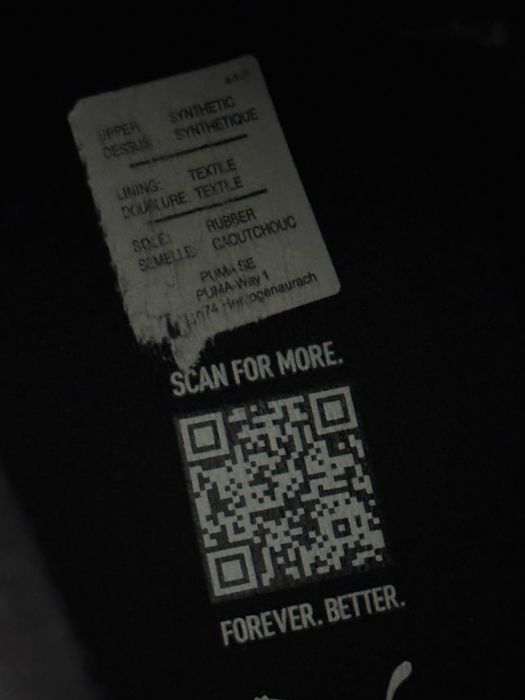 UPPER: SYNTHETIC
DESSUS: SYNTHETIQUE
LINING: TEXTILE
DOUBLURE: TEXTILE
SOLE: RUBBER
SEMELLE: CAOUTCHOUC
PUMA SE
PUMA-Way 1
Herzogenaurach
SCAN FOR MORE.
FOREVER. BETTER.